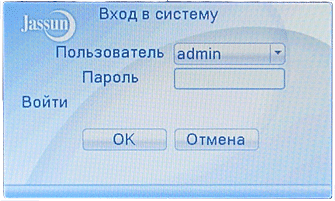 Jassun
Вход в систему
Пользователь admin
Пароль
Войти
OK Отмена